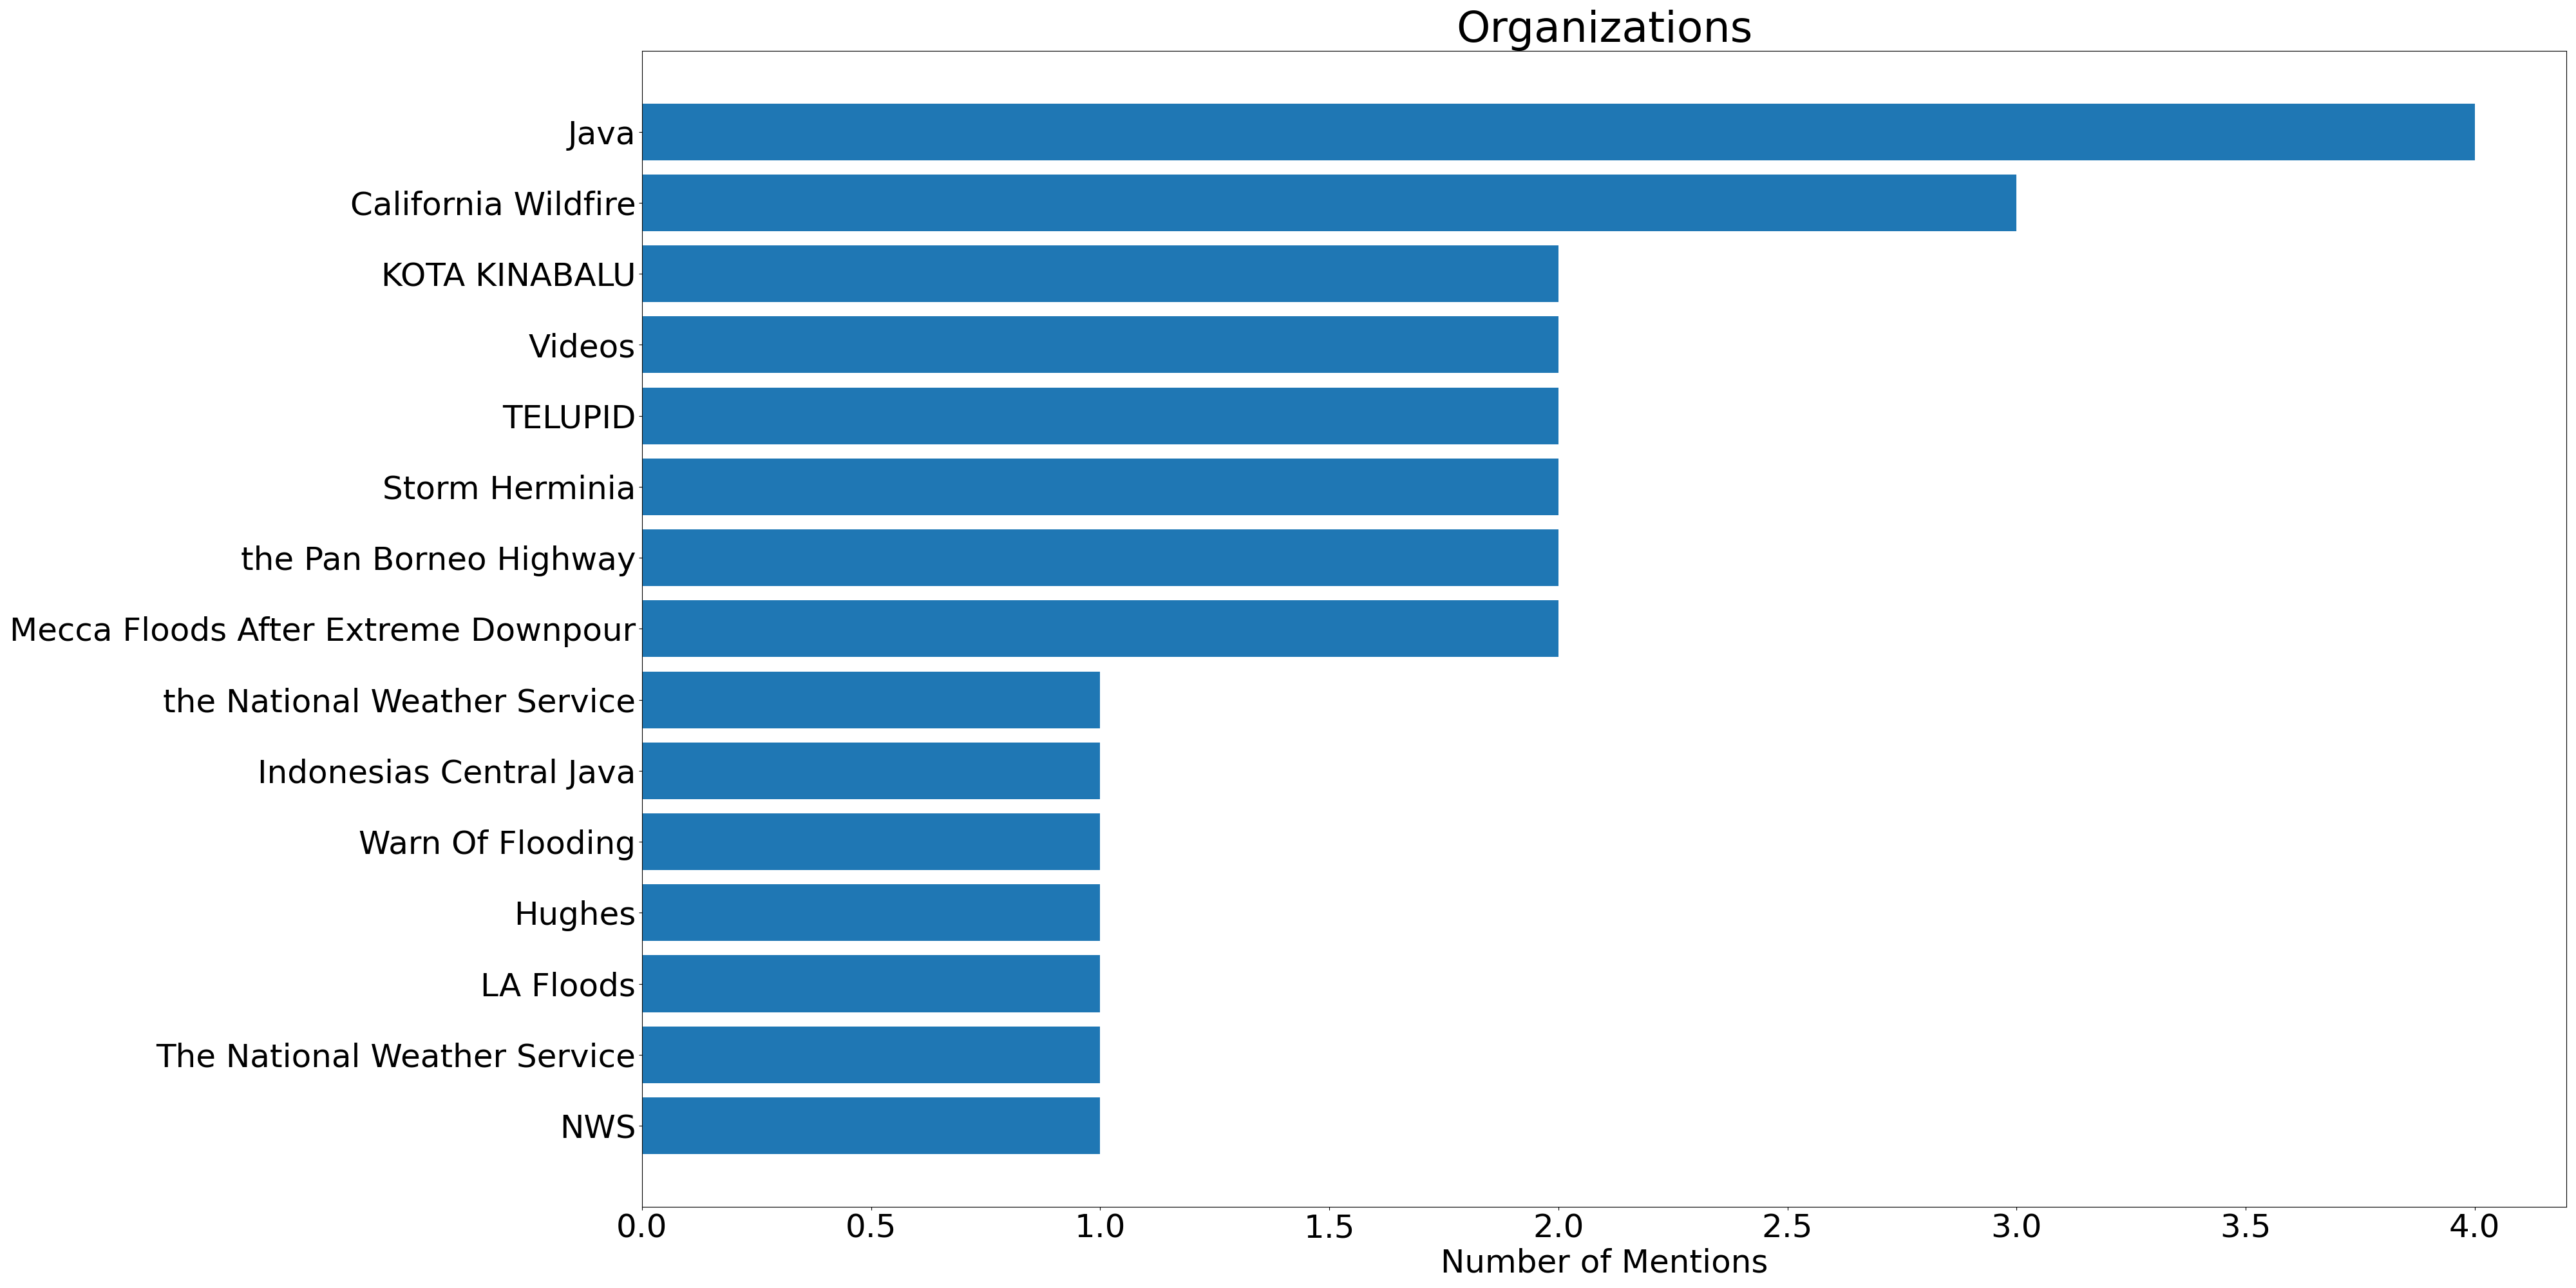 Organizations
Java
California Wildfire
KOTA KINABALU
Videos
TELUPID
Storm Herminia
the Pan Borneo Highway
Mecca Floods After Extreme Downpour
the National Weather Service
Indonesias Central Java
Warn Of Flooding
Hughes
LA Floods
The National Weather Service
NWS
0.0 0.5 1.0 1.5 2.0 2.5 3.0 3.5 4.0
Number of Mentions